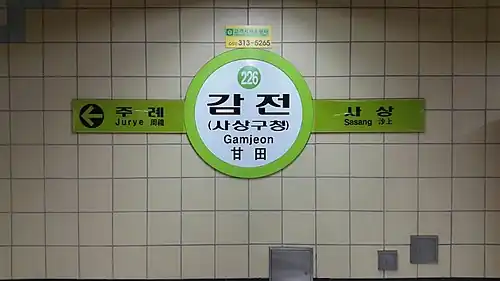 313-5265
226
감전
(사상구청)
Gamjeon
甘田
주례
Jurye 周禮
사상
Sasang 沙上